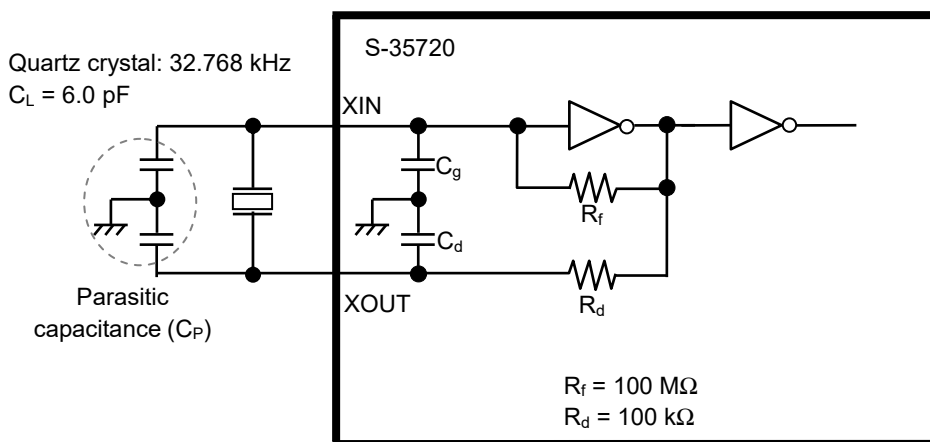 S-35720
Quartz crystal: 32.768 kHz
CL = 6.0 pF
XIN
Cg
Rf
Cd
Parasitic
capacitance (CP)
XOUT
Rd
Rf = 100 MΩ
Rd = 100 kΩ